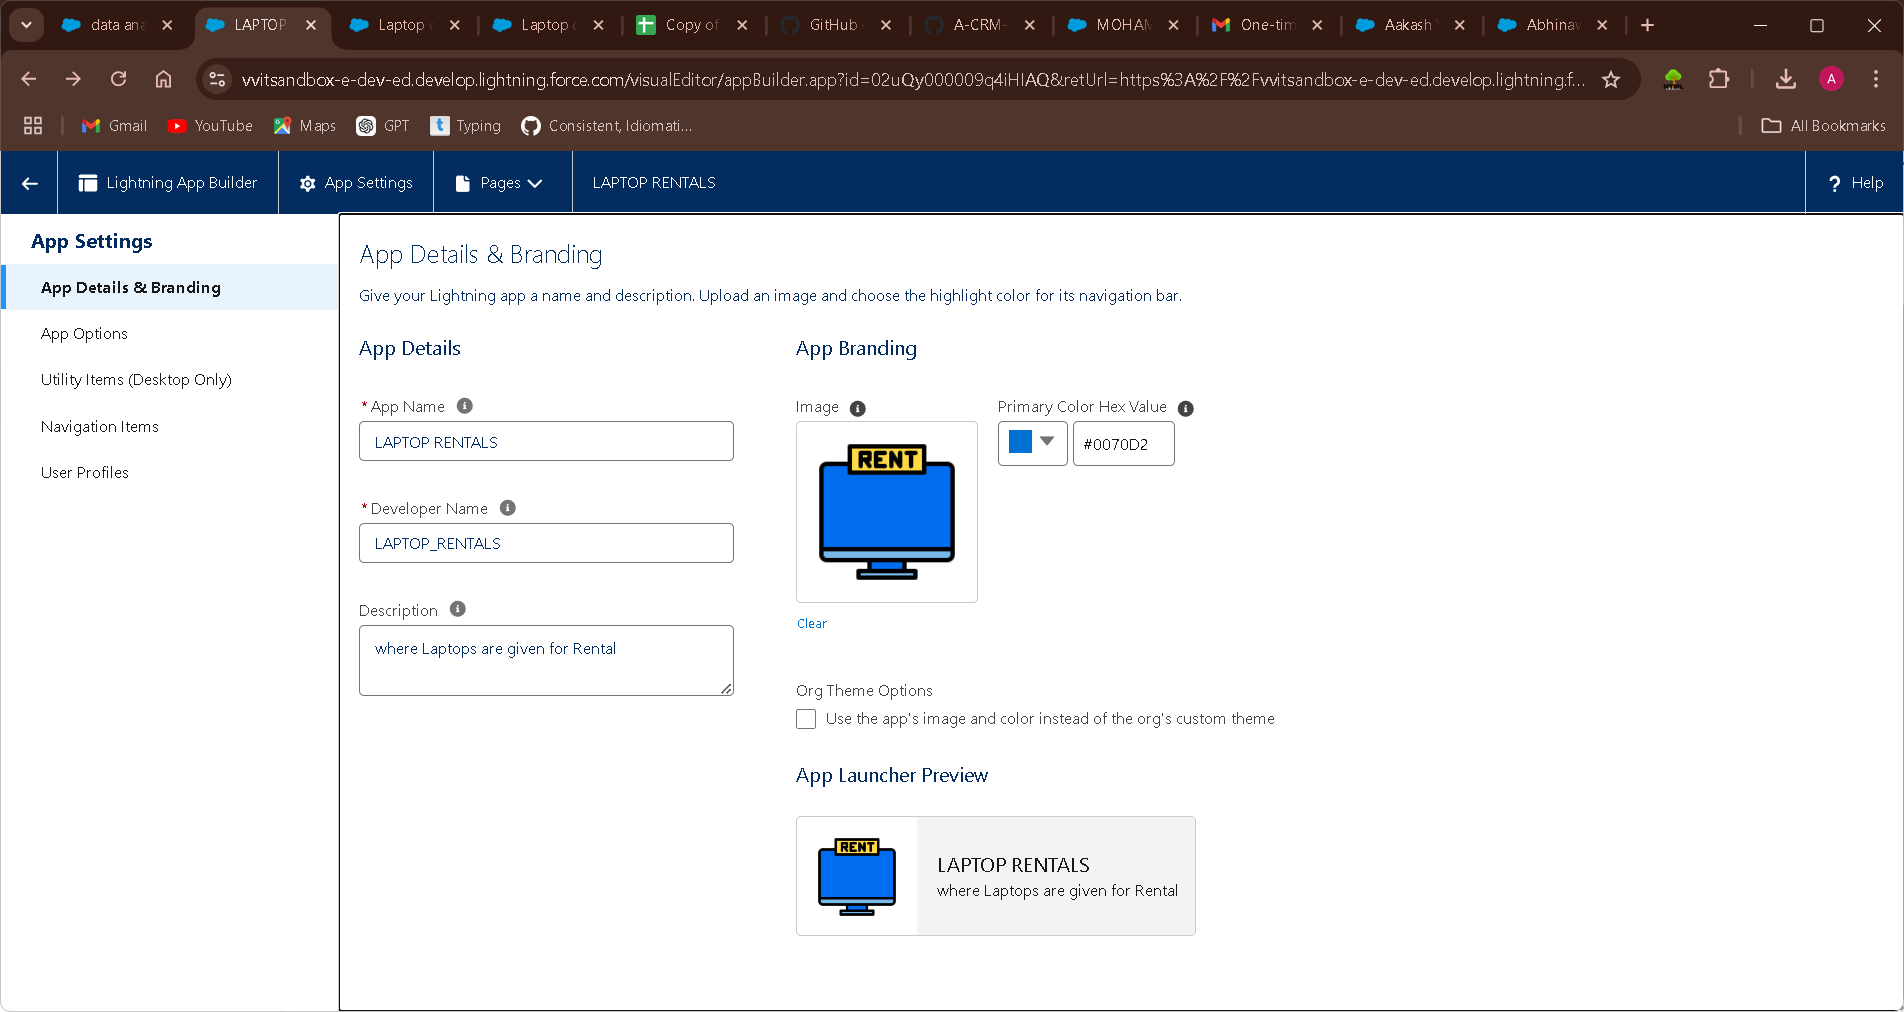 data ana
LAPTOP
Laptop c
Laptop c
Copy of
GitHub
A-CRM-
MOHAM
One-tim
Aakash
Abhinav
vvitsandbox-e-dev-ed.develop.lightning.force.com/visualEditor/appBuilder.app?id=02uQy000009q4iHIAQ&retUrl=https%3A%2F%2Fvvitsandbox-e-dev-ed.develop.lightning.f...
A
Gmail
YouTube
Maps
GPT
t Typing
Consistent, Idiomati...
All Bookmarks
Lightning App Builder
App Settings
Pages
LAPTOP RENTALS
? Help
App Settings
App Details & Branding
App Options
Utility Items (Desktop Only)
Navigation Items
User Profiles
App Details & Branding
Give your Lightning app a name and description. Upload an image and choose the highlight color for its navigation bar.
App Details
* App Name
LAPTOP RENTALS
* Developer Name
LAPTOP_RENTALS
Description
where Laptops are given for Rental
App Branding
Image
RENT
Clear
Primary Color Hex Value
#0070D2
Org Theme Options
Use the app's image and color instead of the org's custom theme
App Launcher Preview
RENT
LAPTOP RENTALS
where Laptops are given for Rental